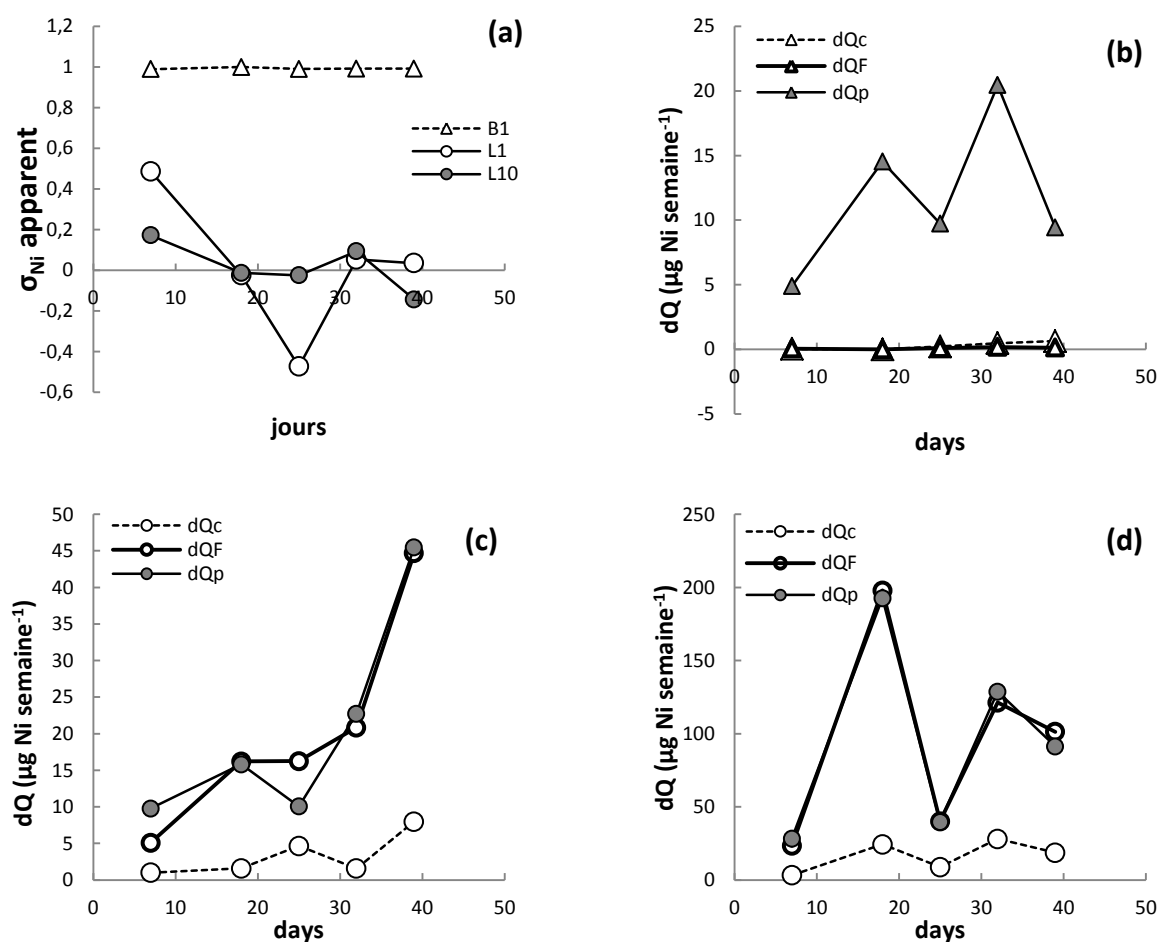 (a)
1,2
1
0,8
0,6
0,4
0,2
0
-0,2
-0,4
-0,6
0 10 20 30 40 50
σNi apparent
jours
B1
L1
L10
(b)
dQc
dQF
dQp
25
20
15
10
5
0
-5
0 10 20 30 40 50
dQ (µg Ni semaine-1)
days
(c)
dQc
dQF
dQp
50
45
40
35
30
25
20
15
10
5
0
0 10 20 30 40 50
dQ (µg Ni semaine-1)
days
(d)
dQc
dQF
dQp
250
200
150
100
50
0
0 10 20 30 40 50
dQ (µg Ni semaine-1)
days